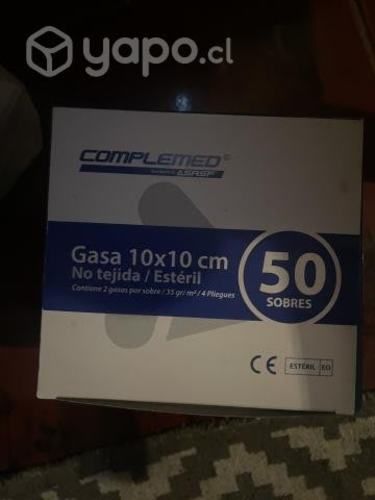 yapo.cl
COMPLEMED®
ASASF
Gasa 10x10 cm
No tejida / Estéril
Contiene 2 gasas por sobre / 35 gr/m² / 4 Pliegues
50
SOBRES
CE
ESTÉRIL EO